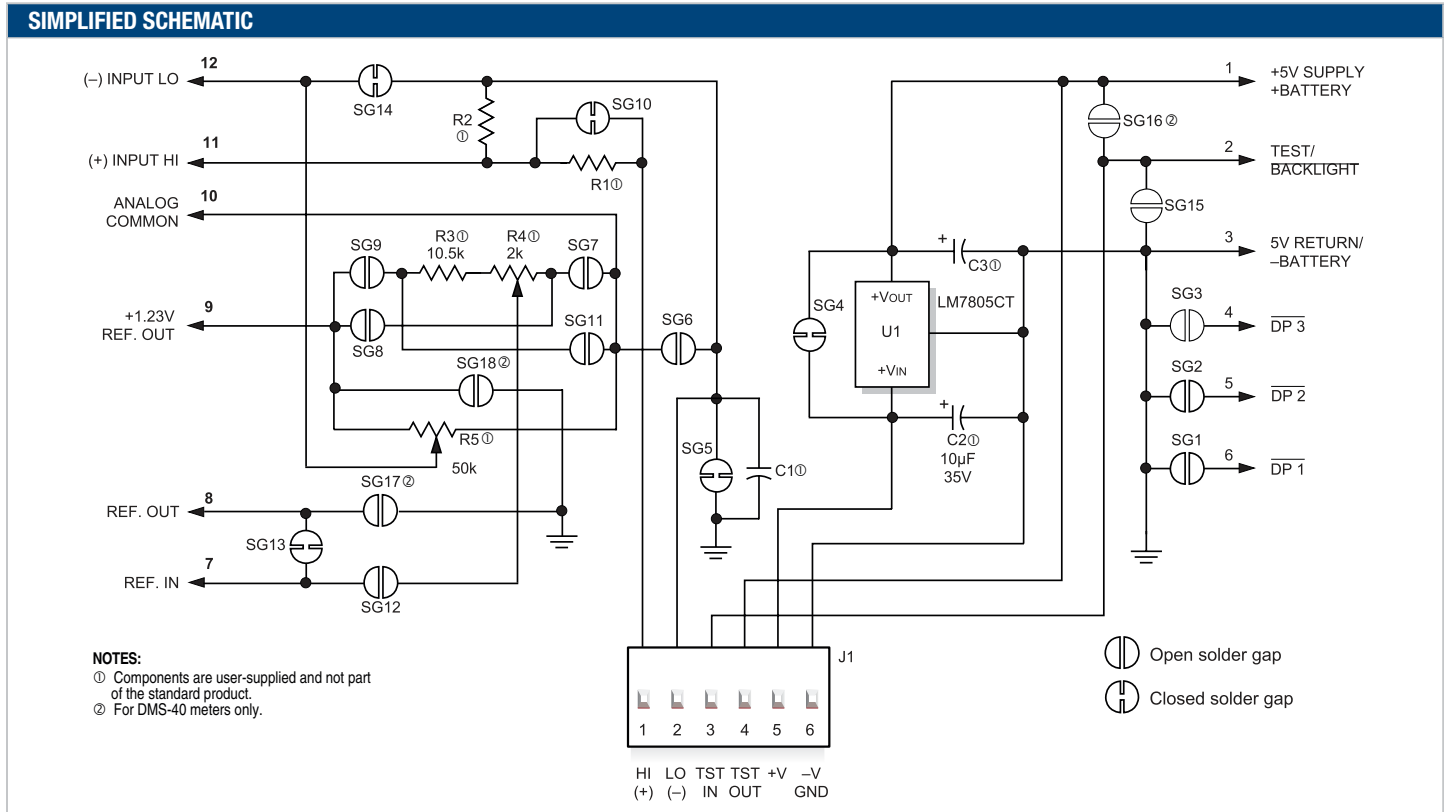 SIMPLIFIED SCHEMATIC
12
(–) INPUT LO
SG14
R2
①
SG10
11
(+) INPUT HI
R1①
10
ANALOG
COMMON
SG9
R3①
10.5k
R4①
2k
SG7
9
+1.23V
REF. OUT
SG8
SG11
SG6
SG18②
R5①
50k
SG17②
8
REF. OUT
SG13
7
REF. IN
SG12
SG5
C1①
1
+5V SUPPLY
+BATTERY
SG16②
2
TEST/
BACKLIGHT
SG15
3
5V RETURN/
–BATTERY
+
C3①
SG4
+VOUT
LM7805CT
U1
+VIN
+
C2①
10µF
35V
SG3
4
DP 3
SG2
5
DP 2
SG1
6
DP 1
J1
1 2 3 4 5 6
HI LO TST TST +V –V
(+) (–) IN OUT GND
Open solder gap
Closed solder gap
NOTES:
① Components are user-supplied and not part
of the standard product.
② For DMS-40 meters only.